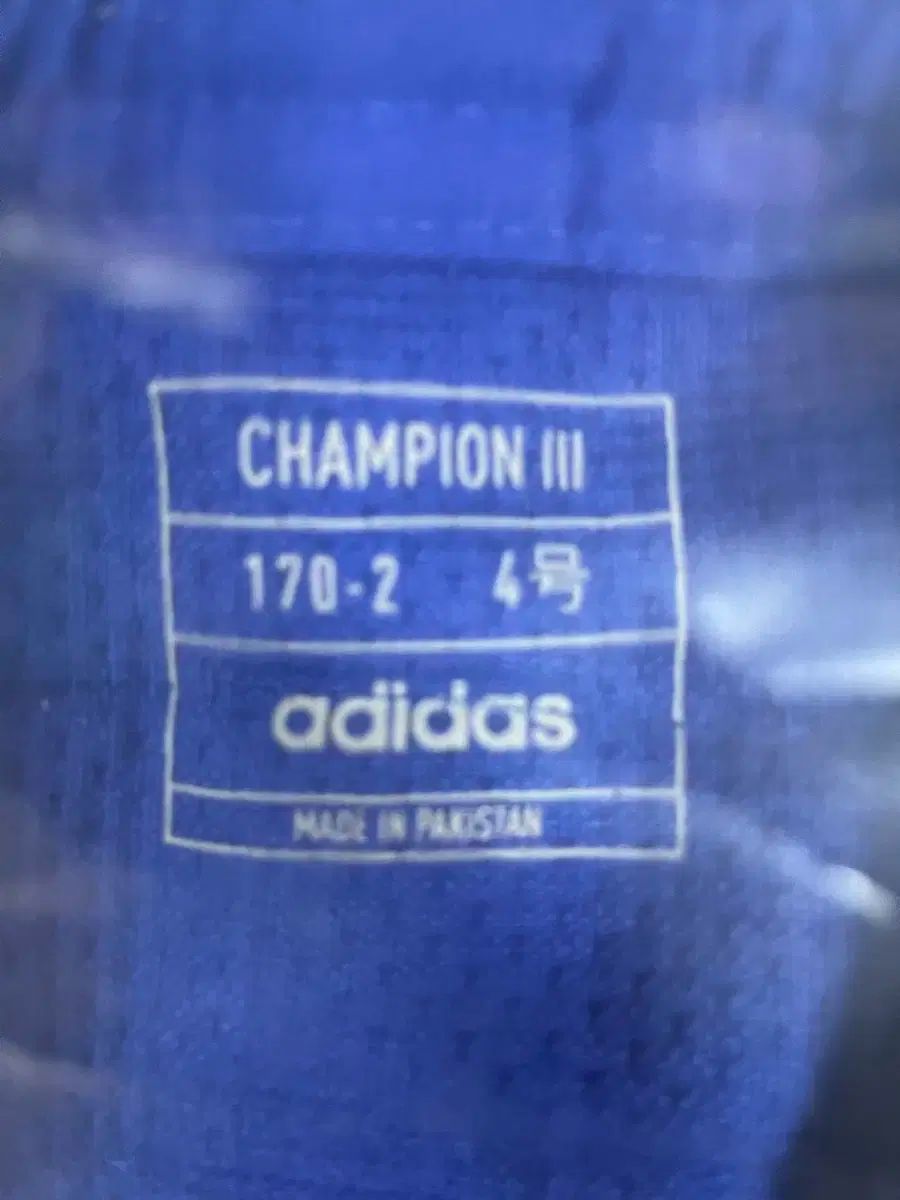 CHAMPION III
170-2 4号
adidas
MADE IN PAKISTAN